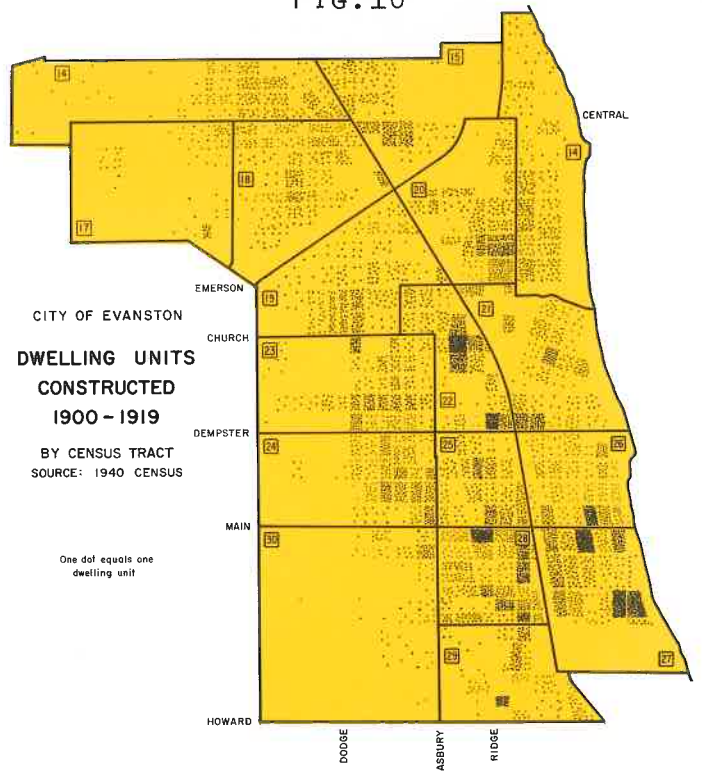 FIG.10
14
15
CENTRAL
14
18
20
17
EMERSON
19
21
CITY OF EVANSTON
CHURCH
23
DWELLING UNITS
CONSTRUCTED
1900-1919
22
DEMPSTER
24
25
26
BY CENSUS TRACT
SOURCE: 1940 CENSUS
MAIN
30
28
One dot equals one
dwelling unit
29
27
HOWARD
DODGE
ASBURY
RIDGE